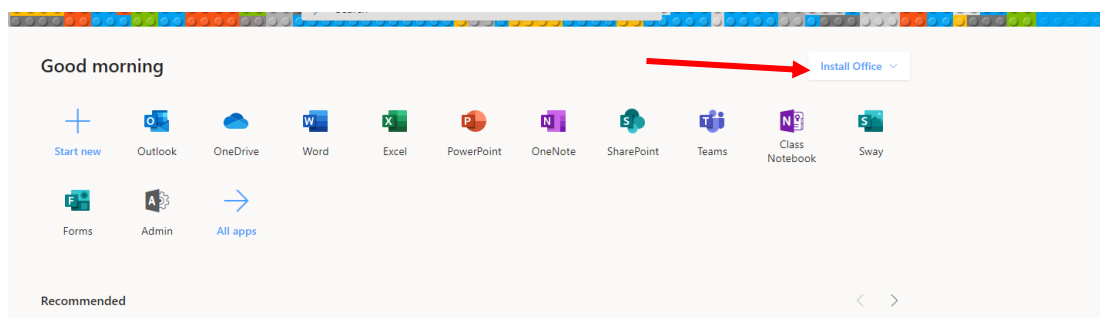 Good morning
Install Office
Start new
Outlook
OneDrive
Word
Excel
PowerPoint
OneNote
SharePoint
Teams
Class
Notebook
Sway
Forms
Admin
All apps
Recommended